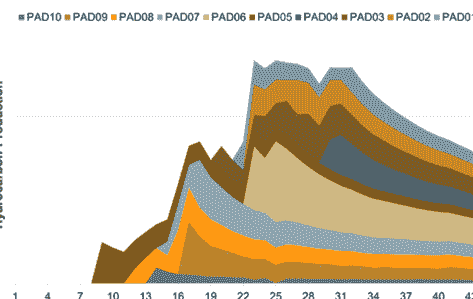 PAD10 PAD09 PAD08 PAD07 PAD06 PAD05 PAD04 PAD03 PAD02 PAD01
Hydrocarbon Production
1 4 7 10 13 16 19 22 25 28 31 34 37 40